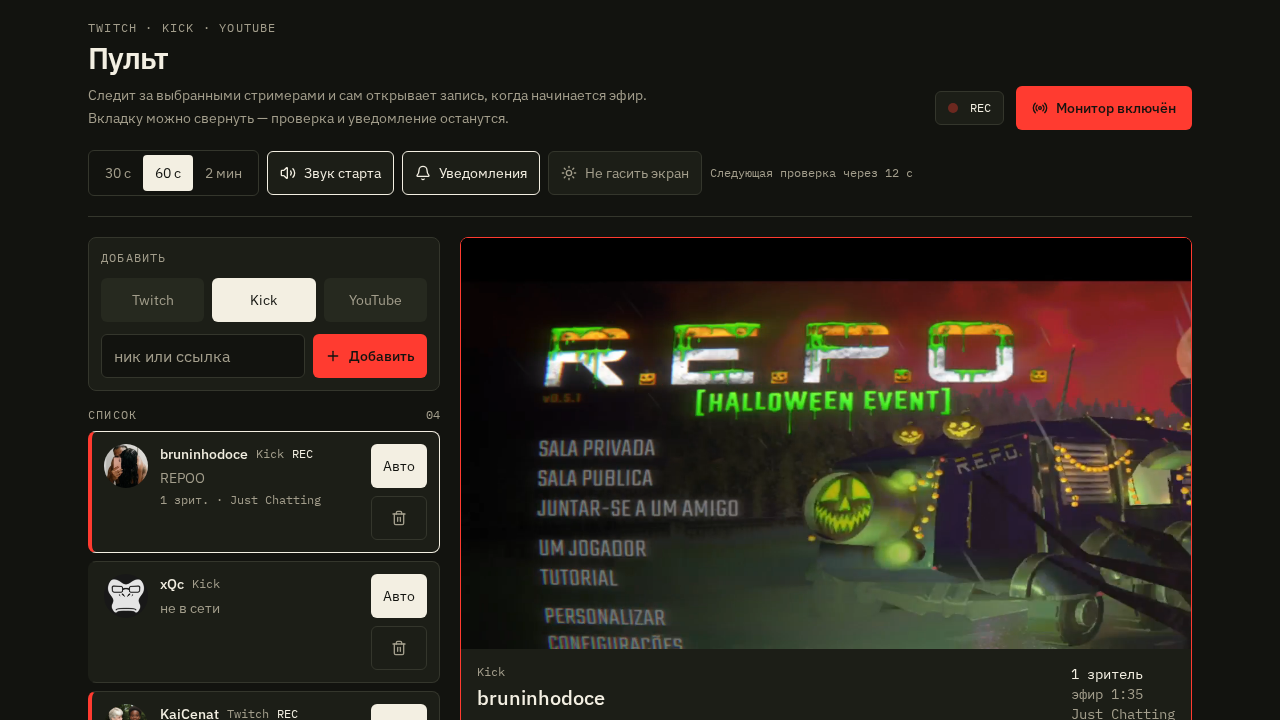 TWITCH · KICK · YOUTUBE
Пульт
Следит за выбранными стримерами и сам открывает запись, когда начинается эфир.
Вкладку можно свернуть — проверка и уведомление останутся.
REC
Монитор включён
30 с
60 с
2 мин
Звук старта
Уведомления
Не гасить экран
Следующая проверка через 12 с
ДОБАВИТЬ
Twitch
Kick
YouTube
ник или ссылка
Добавить
СПИСОК
04
bruninhodoce Kick REC
REPOO
1 зрит. · Just Chatting
Авто
xQc Kick
не в сети
Авто
KaiCenat Twitch REC
R.E.P.O.
v0.5.1
[HALLOWEEN EVENT]
SALA PRIVADA
SALA PUBLICA
JUNTAR-SE A UM AMIGO
UM JOGADOR
TUTORIAL
PERSONALIZAR
CONFIGURAÇÕES
R.E.P.O.
Kick
bruninhodoce
1 зритель
эфир 1:35
Just Chatting